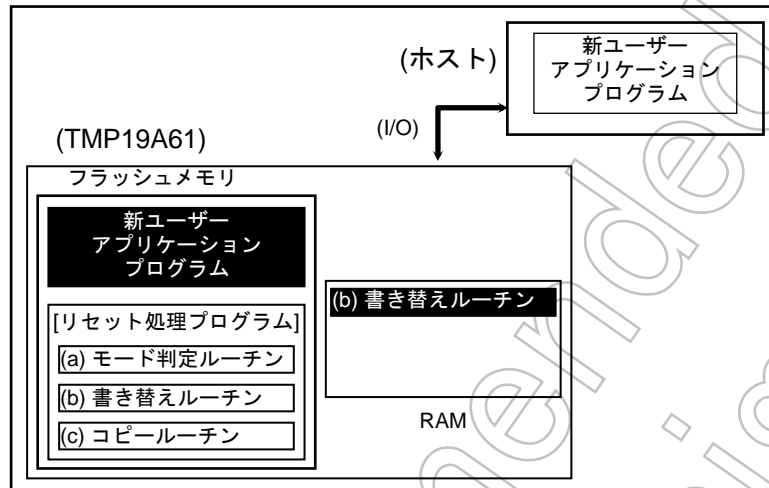 (ホスト)
新ユーザー
アプリケーション
プログラム
(I/O)
(TMP19A61)
フラッシュメモリ
新ユーザー
アプリケーション
プログラム
[リセット処理プログラム]
(a) モード判定ルーチン
(b) 書き替えルーチン
(c) コピールーチン
(b) 書き替えルーチン
RAM